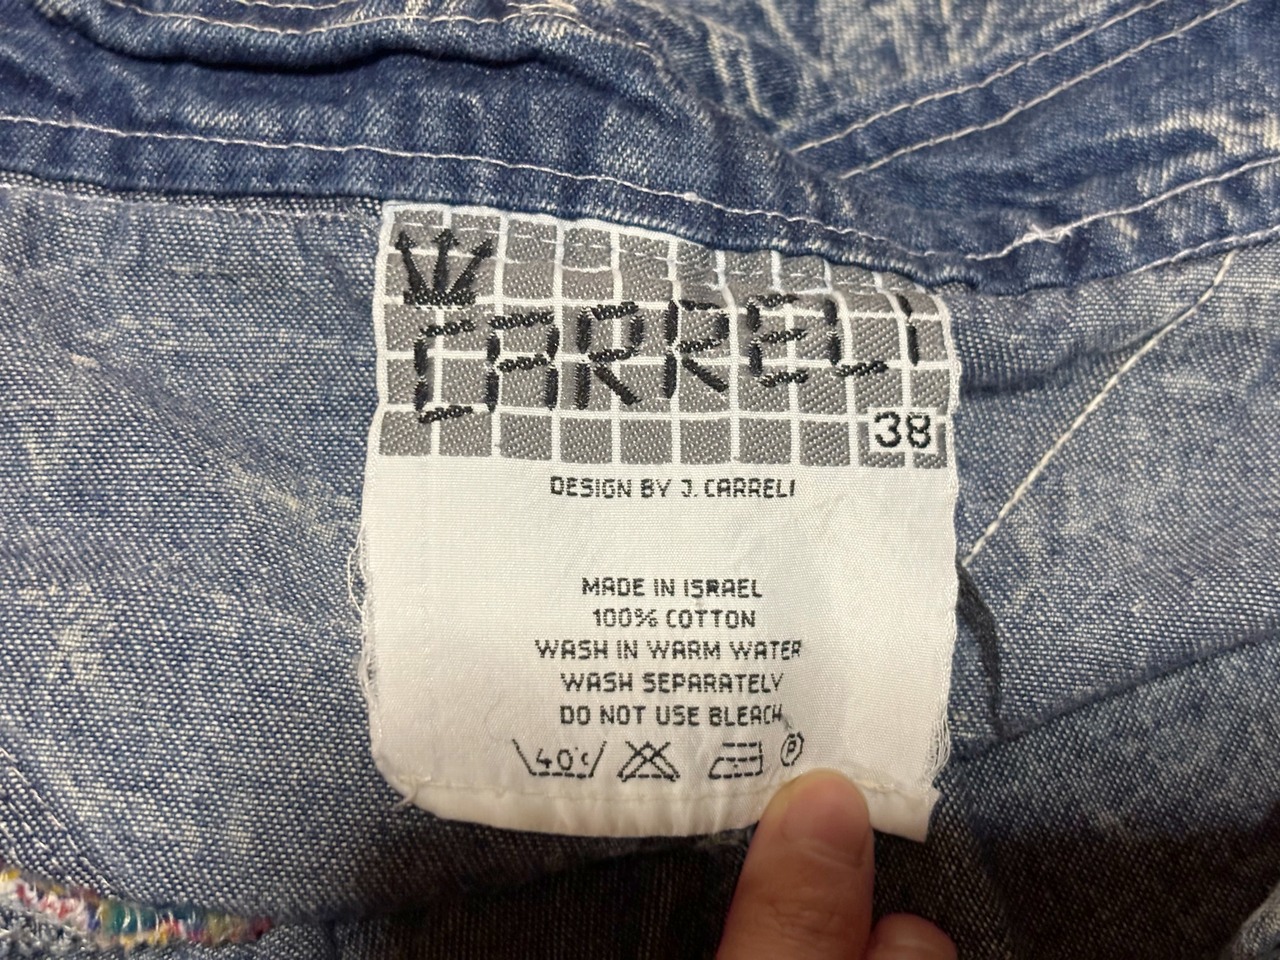 CARRELI
38
DESIGN BY J. CARRELI
MADE IN ISRAEL
100% COTTON
WASH IN WARM WATER
WASH SEPARATELY
DO NOT USE BLEACH
40°C P